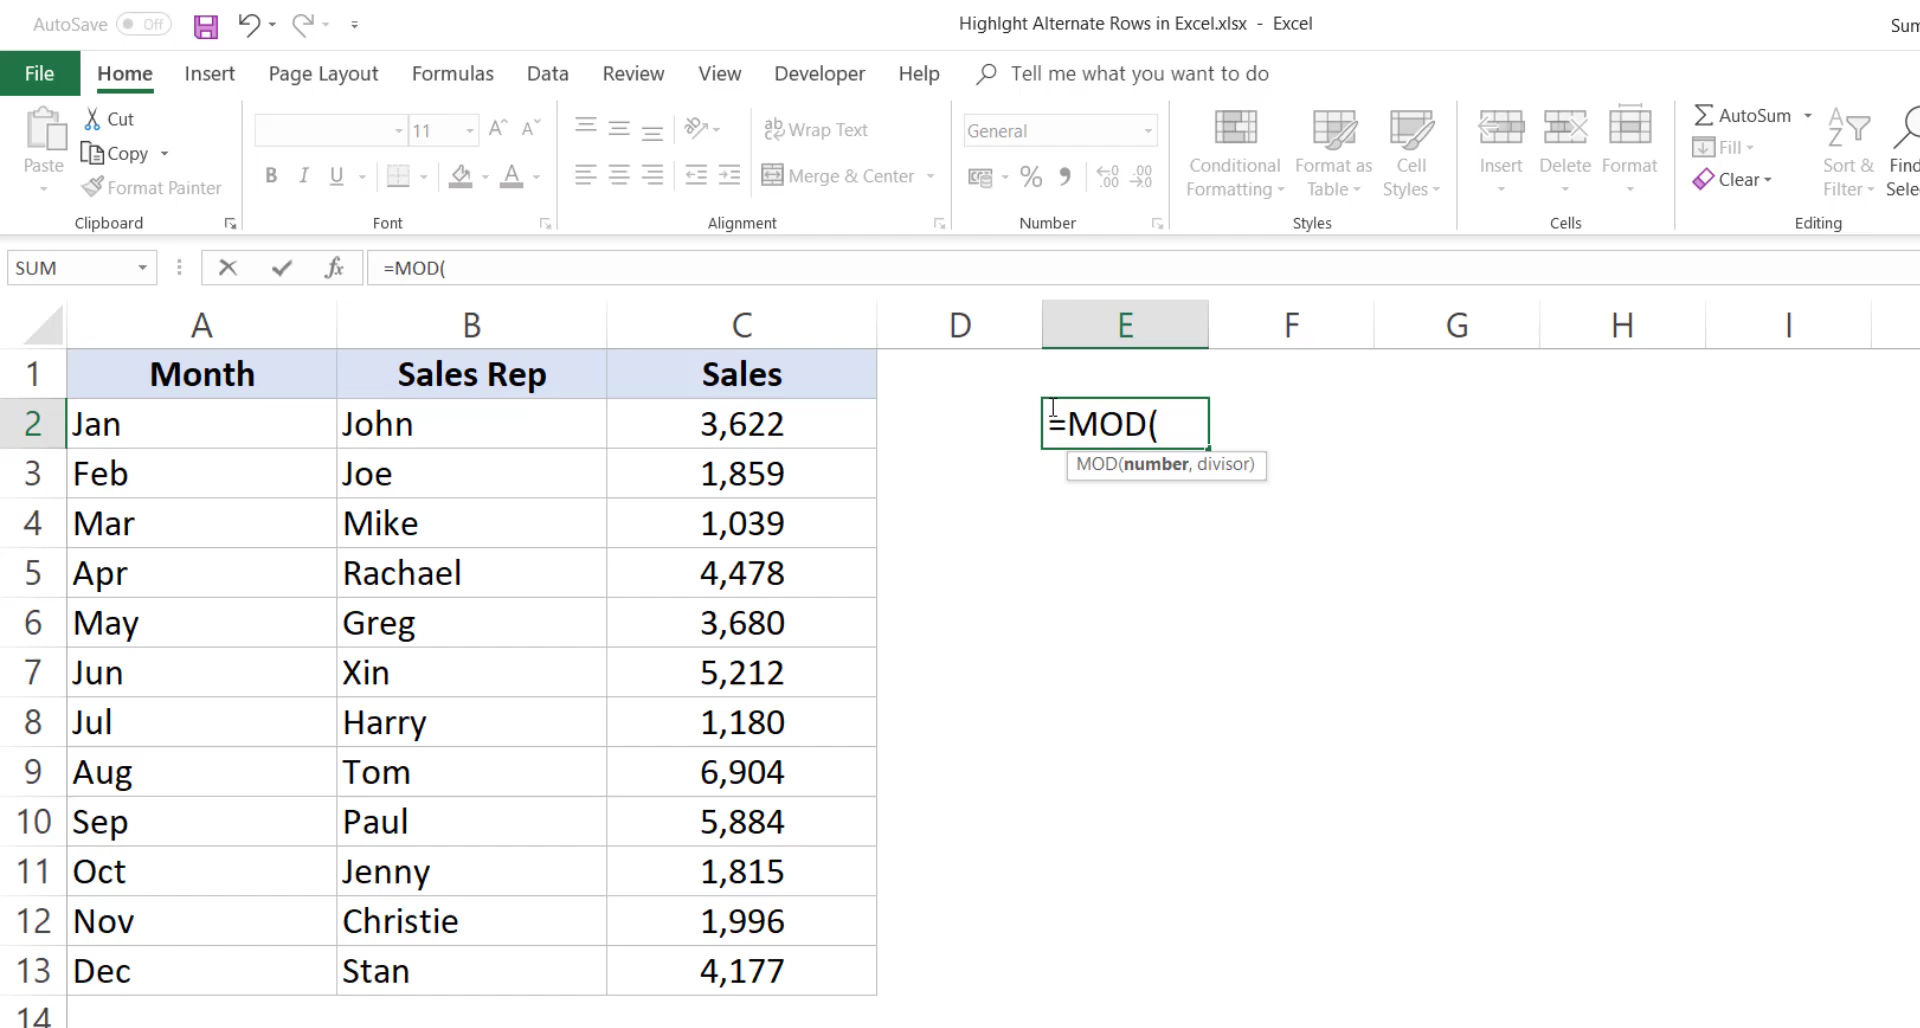 AutoSave Off
Highlght Alternate Rows in Excel.xlsx - Excel
Sum
File Home Insert Page Layout Formulas Data Review View Developer Help Tell me what you want to do
Paste
Cut
Copy
Format Painter
Clipboard
11 A A
B I U A
Font
ab Wrap Text
Merge & Center
Alignment
General
% , .00 .00
Number
Conditional Formatting
Format as Table
Cell Styles
Styles
Insert Delete Format
Cells
AutoSum
Fill
Clear
Sort & Filter
Find
Sele
Editing
SUM fx =MOD(
A B C D E F G H I
1 Month Sales Rep Sales
2 Jan John 3,622 =MOD(
MOD(number, divisor)
3 Feb Joe 1,859
4 Mar Mike 1,039
5 Apr Rachael 4,478
6 May Greg 3,680
7 Jun Xin 5,212
8 Jul Harry 1,180
9 Aug Tom 6,904
10 Sep Paul 5,884
11 Oct Jenny 1,815
12 Nov Christie 1,996
13 Dec Stan 4,177
14